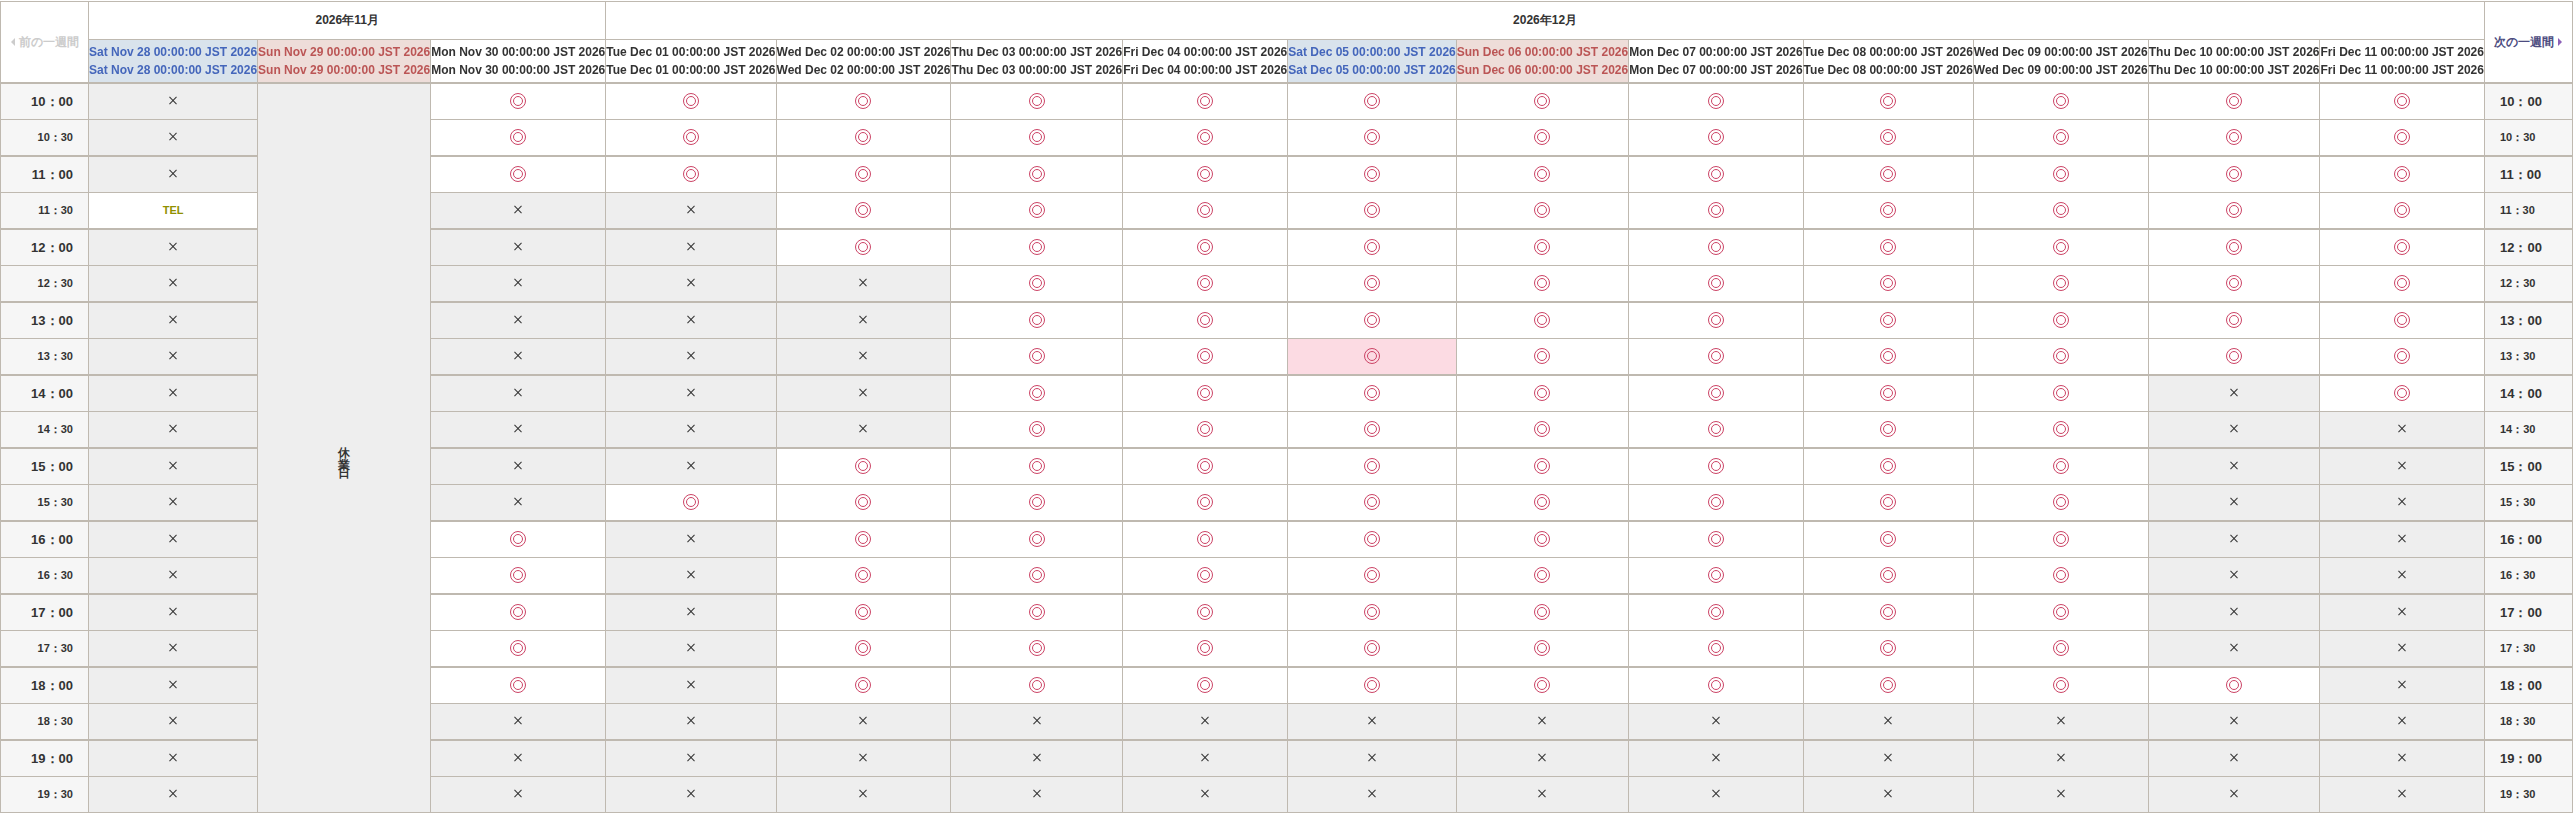 前の一週間 2026年11月 2026年12月 次の一週間
Sat Nov 28 00:00:00 JST 2026 Sun Nov 29 00:00:00 JST 2026 Mon Nov 30 00:00:00 JST 2026 Tue Dec 01 00:00:00 JST 2026 Wed Dec 02 00:00:00 JST 2026 Thu Dec 03 00:00:00 JST 2026 Fri Dec 04 00:00:00 JST 2026 Sat Dec 05 00:00:00 JST 2026 Sun Dec 06 00:00:00 JST 2026 Mon Dec 07 00:00:00 JST 2026 Tue Dec 08 00:00:00 JST 2026 Wed Dec 09 00:00:00 JST 2026 Thu Dec 10 00:00:00 JST 2026 Fri Dec 11 00:00:00 JST 2026
Sat Nov 28 00:00:00 JST 2026 Sun Nov 29 00:00:00 JST 2026 Mon Nov 30 00:00:00 JST 2026 Tue Dec 01 00:00:00 JST 2026 Wed Dec 02 00:00:00 JST 2026 Thu Dec 03 00:00:00 JST 2026 Fri Dec 04 00:00:00 JST 2026 Sat Dec 05 00:00:00 JST 2026 Sun Dec 06 00:00:00 JST 2026 Mon Dec 07 00:00:00 JST 2026 Tue Dec 08 00:00:00 JST 2026 Wed Dec 09 00:00:00 JST 2026 Thu Dec 10 00:00:00 JST 2026 Fri Dec 11 00:00:00 JST 2026
10：00 × ◎ ◎ ◎ ◎ ◎ ◎ ◎ ◎ ◎ ◎ ◎ ◎ 10：00
10：30 × ◎ ◎ ◎ ◎ ◎ ◎ ◎ ◎ ◎ ◎ ◎ ◎ 10：30
11：00 × ◎ ◎ ◎ ◎ ◎ ◎ ◎ ◎ ◎ ◎ ◎ ◎ 11：00
11：30 TEL × × ◎ ◎ ◎ ◎ ◎ ◎ ◎ ◎ ◎ ◎ 11：30
12：00 × × × ◎ ◎ ◎ ◎ ◎ ◎ ◎ ◎ ◎ ◎ 12：00
12：30 × × × × ◎ ◎ ◎ ◎ ◎ ◎ ◎ ◎ ◎ 12：30
13：00 × × × × ◎ ◎ ◎ ◎ ◎ ◎ ◎ ◎ ◎ 13：00
13：30 × × × × ◎ ◎ ◎ ◎ ◎ ◎ ◎ ◎ ◎ 13：30
14：00 × × × × ◎ ◎ ◎ ◎ ◎ ◎ ◎ × ◎ 14：00
14：30 × × × × ◎ ◎ ◎ ◎ ◎ ◎ ◎ × × 14：30
休業日
15：00 × × × ◎ ◎ ◎ ◎ ◎ ◎ ◎ ◎ × × 15：00
15：30 × × ◎ ◎ ◎ ◎ ◎ ◎ ◎ ◎ ◎ × × 15：30
16：00 × ◎ × ◎ ◎ ◎ ◎ ◎ ◎ ◎ ◎ × × 16：00
16：30 × ◎ × ◎ ◎ ◎ ◎ ◎ ◎ ◎ ◎ × × 16：30
17：00 × ◎ × ◎ ◎ ◎ ◎ ◎ ◎ ◎ ◎ × × 17：00
17：30 × ◎ × ◎ ◎ ◎ ◎ ◎ ◎ ◎ ◎ × × 17：30
18：00 × ◎ × ◎ ◎ ◎ ◎ ◎ ◎ ◎ ◎ ◎ × 18：00
18：30 × × × × × × × × × × × × × 18：30
19：00 × × × × × × × × × × × × × 19：00
19：30 × × × × × × × × × × × × × 19：30